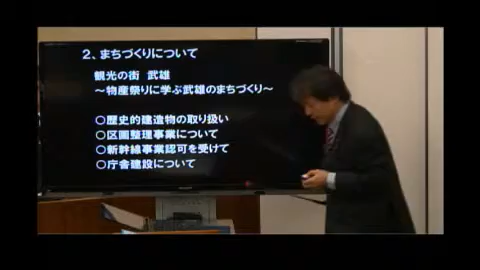 2、まちづくりについて
観光の街 武雄
～物産祭りに学ぶ武雄のまちづくり～
○歴史的建造物の取り扱い
○区画整理事業について
○新幹線事業認可を受けて
○庁舎建設について